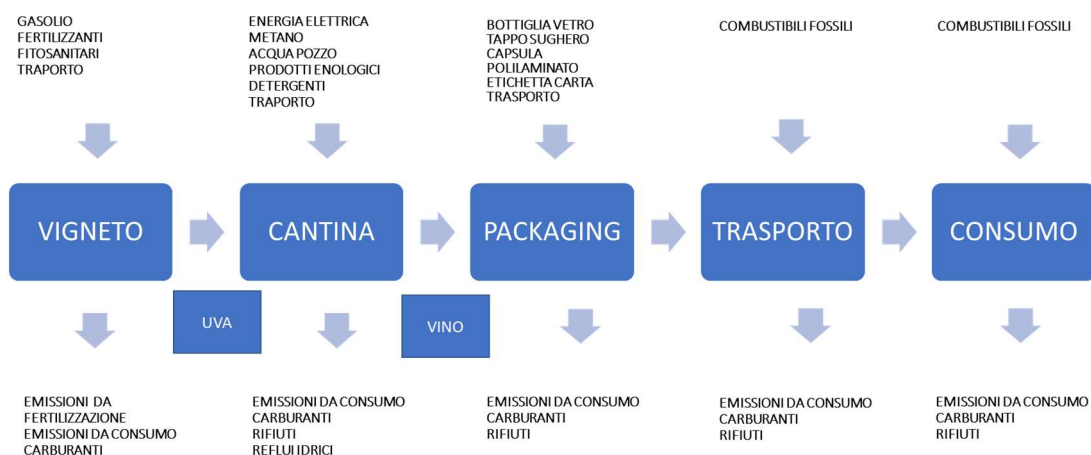 GASOLIO
FERTILIZZANTI
FITOSANITARI
TRAPORTO
ENERGIA ELETTRICA
METANO
ACQUA POZZO
PRODOTTI ENOLOGICI
DETERGENTI
TRAPORTO
BOTTIGLIA VETRO
TAPPO SUGHERO
CAPSULA
POLILAMINATO
ETICHETTA CARTA
TRASPORTO
COMBUSTIBILI FOSSILI
COMBUSTIBILI FOSSILI
VIGNETO
CANTINA
PACKAGING
TRASPORTO
CONSUMO
UVA
VINO
EMISSIONI DA
FERTILIZZAZIONE
EMISSIONI DA CONSUMO
CARBURANTI
EMISSIONI DA CONSUMO
CARBURANTI
RIFIUTI
REFLUI IDRICI
EMISSIONI DA CONSUMO
CARBURANTI
RIFIUTI
EMISSIONI DA CONSUMO
CARBURANTI
RIFIUTI
EMISSIONI DA CONSUMO
CARBURANTI
RIFIUTI